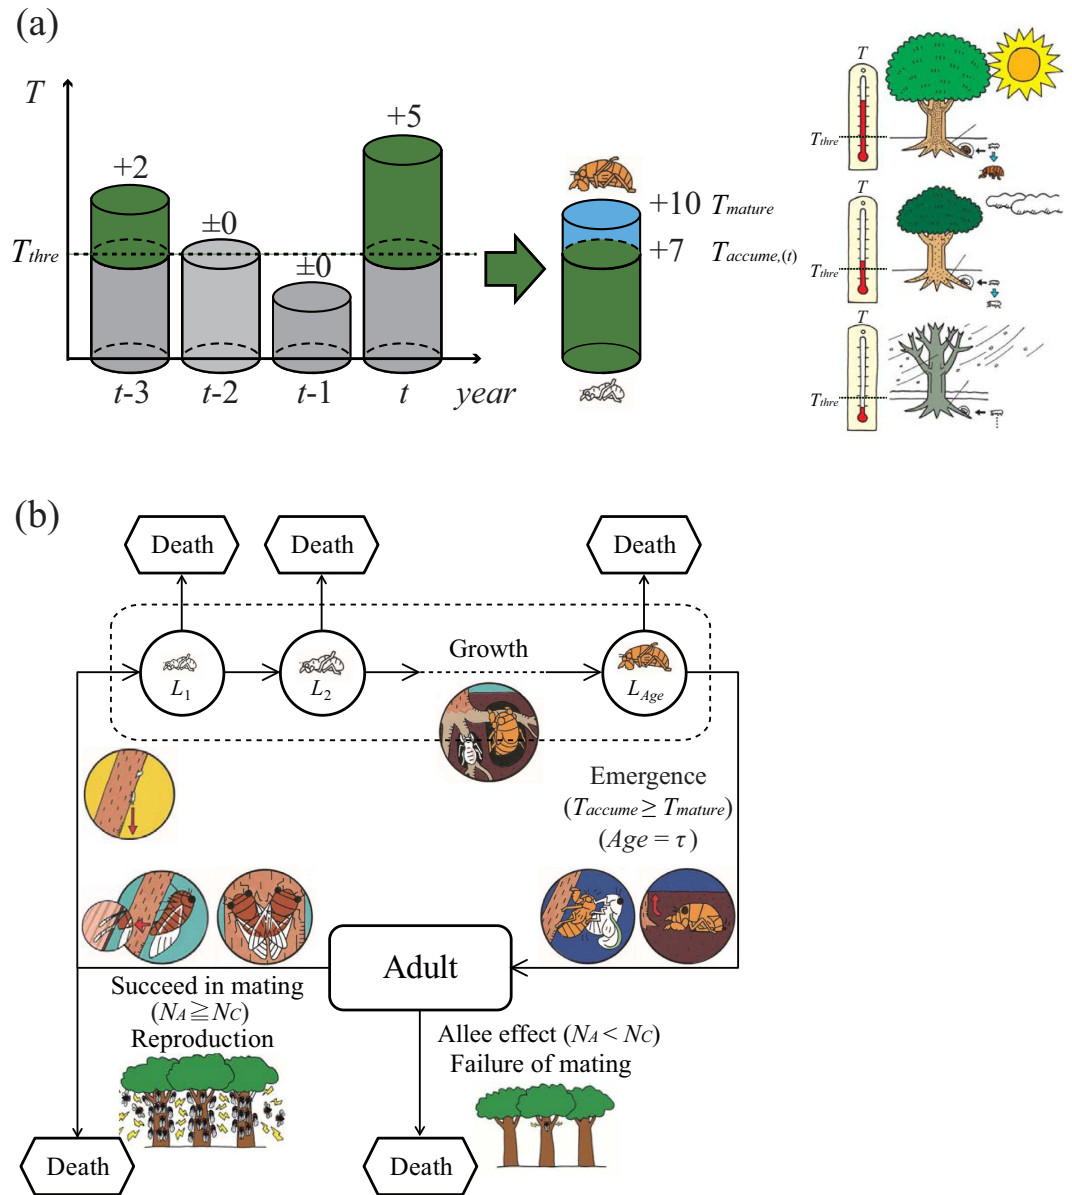 (a)
T
+2
±0
±0
+5
T_thre
t-3
t-2
t-1
t
year
+10 T_mature
+7 T_accume,(t)
T
T_thre
T
T_thre
T
T_thre
(b)
Death
Death
Death
L_1
L_2
Growth
L_Age
Emergence
(T_accume ≥ T_mature)
(Age = τ)
Adult
Succeed in mating
(N_A ≧ N_C)
Reproduction
Allee effect (N_A < N_C)
Failure of mating
Death
Death